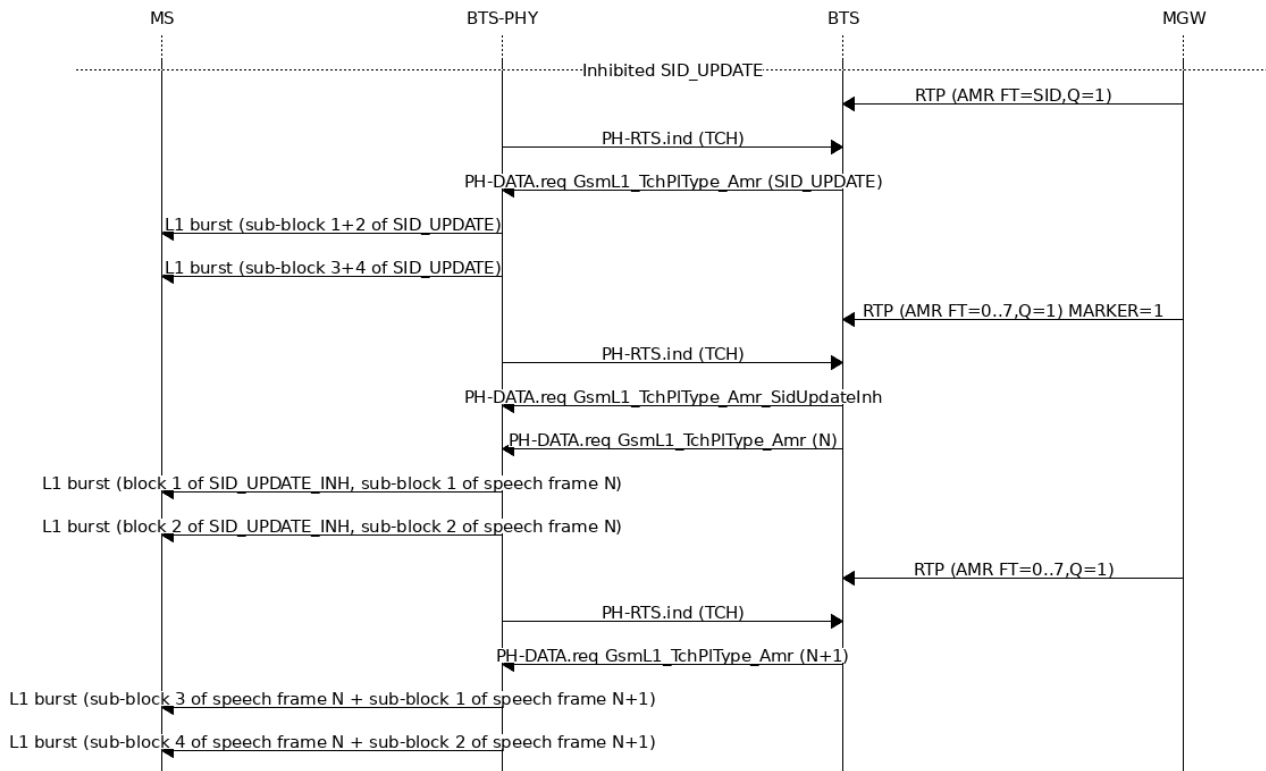 MS BTS-PHY BTS MGW
Inhibited SID_UPDATE
RTP (AMR FT=SID,Q=1)
PH-RTS.ind (TCH)
PH-DATA.req GsmL1_TchPlType_Amr (SID_UPDATE)
L1 burst (sub-block 1+2 of SID_UPDATE)
L1 burst (sub-block 3+4 of SID_UPDATE)
RTP (AMR FT=0..7,Q=1) MARKER=1
PH-RTS.ind (TCH)
PH-DATA.req GsmL1_TchPlType_Amr_SidUpdateInh
PH-DATA.req GsmL1_TchPlType_Amr (N)
L1 burst (block 1 of SID_UPDATE_INH, sub-block 1 of speech frame N)
L1 burst (block 2 of SID_UPDATE_INH, sub-block 2 of speech frame N)
RTP (AMR FT=0..7,Q=1)
PH-RTS.ind (TCH)
PH-DATA.req GsmL1_TchPlType_Amr (N+1)
L1 burst (sub-block 3 of speech frame N + sub-block 1 of speech frame N+1)
L1 burst (sub-block 4 of speech frame N + sub-block 2 of speech frame N+1)